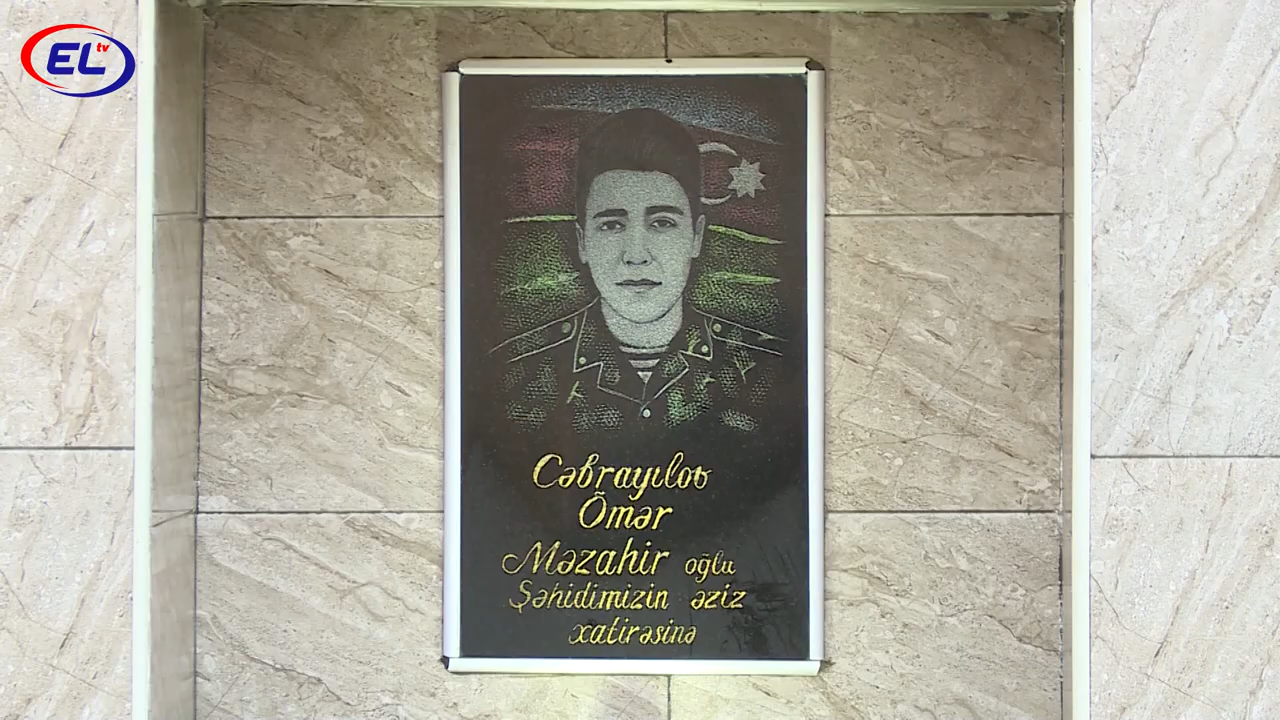 EL tv
Cəbrayılov
Ömər
Məzahir oğlu
Şəhidimizin əziz
xatirəsinə